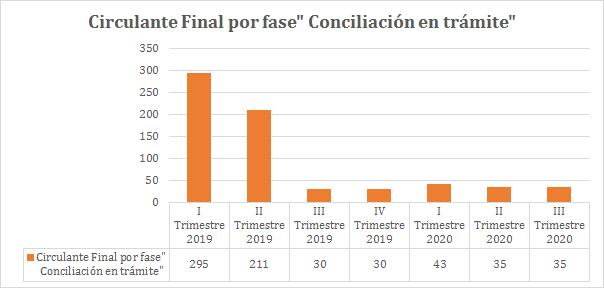 Circulante Final por fase" Conciliación en trámite"
350
300
250
200
150
100
50
0
I Trimestre 2019
II Trimestre 2019
III Trimestre 2019
IV Trimestre 2019
I Trimestre 2020
II Trimestre 2020
III Trimestre 2020
Circulante Final por fase"
Conciliación en trámite"
295 211 30 30 43 35 35